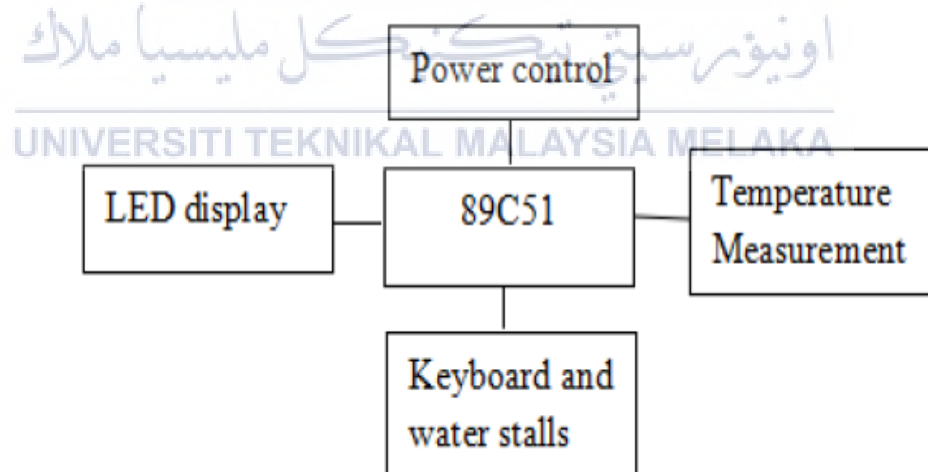 اونيورسيتي تيكنيكل مليسيا ملاك
Power control
UNIVERSITI TEKNIKAL MALAYSIA MELAKA
LED display
89C51
Temperature
Measurement
Keyboard and
water stalls